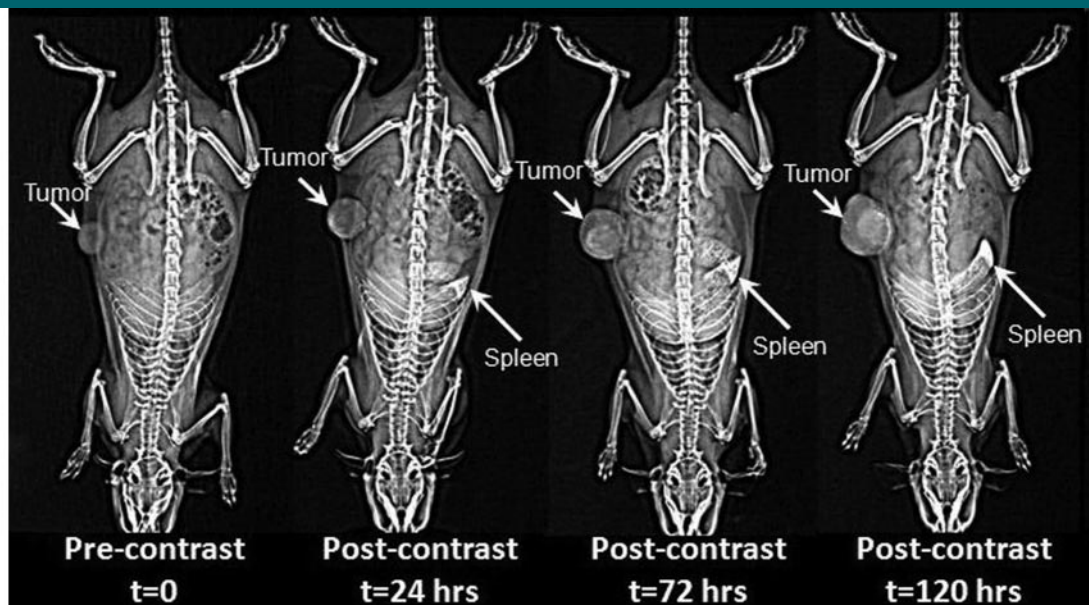 Tumor
Tumor
Tumor
Tumor
Spleen
Spleen
Spleen
Pre-contrast
t=0
Post-contrast
t=24 hrs
Post-contrast
t=72 hrs
Post-contrast
t=120 hrs